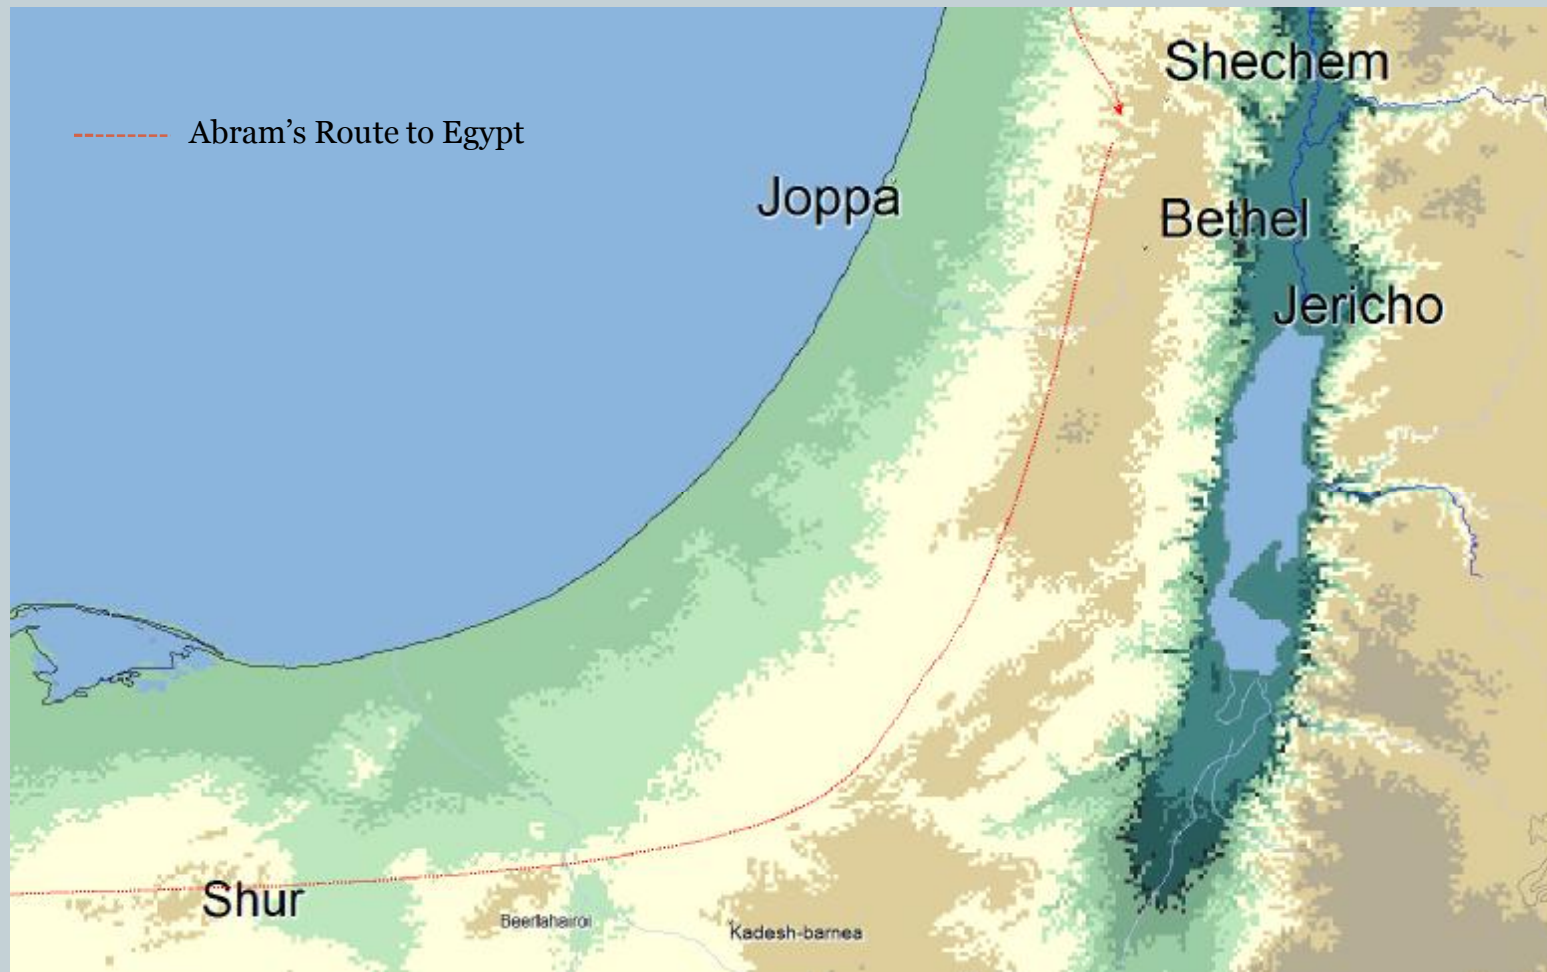 Shechem
Abram’s Route to Egypt
Joppa
Bethel
Jericho
Shur
Beerlahairoi
Kadesh-barnea